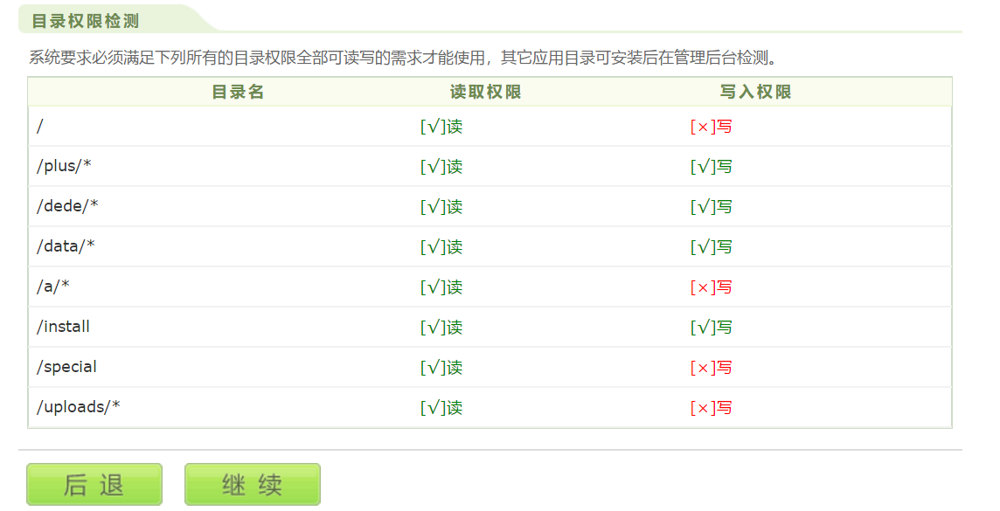 目录权限检测
系统要求必须满足下列所有的目录权限全部可读写的需求才能使用，其它应用目录可安装后在管理后台检测。
目录名 读取权限 写入权限
/ [√]读 [×]写
/plus/* [√]读 [√]写
/dede/* [√]读 [√]写
/data/* [√]读 [√]写
/a/* [√]读 [×]写
/install [√]读 [√]写
/special [√]读 [×]写
/uploads/* [√]读 [×]写
后退 继续